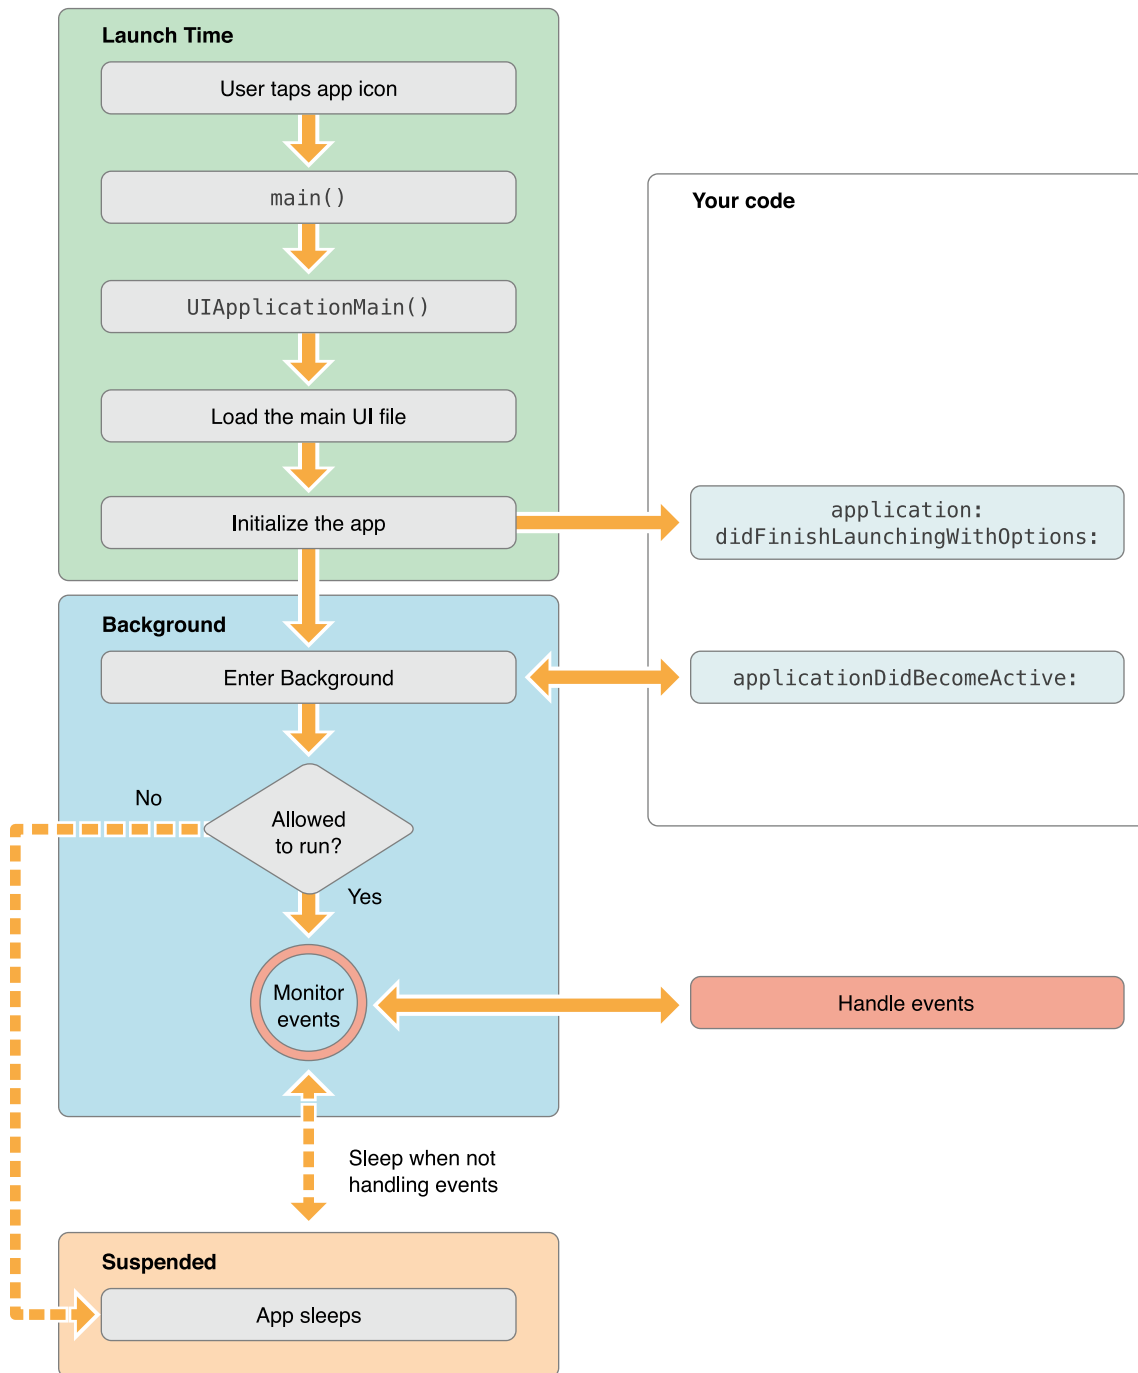 Launch Time
User taps app icon
main()
UIApplicationMain()
Load the main UI file
Initialize the app
Your code
application:
didFinishLaunchingWithOptions:
Background
Enter Background
applicationDidBecomeActive:
No
Allowed
to run?
Yes
Monitor
events
Handle events
Sleep when not
handling events
Suspended
App sleeps